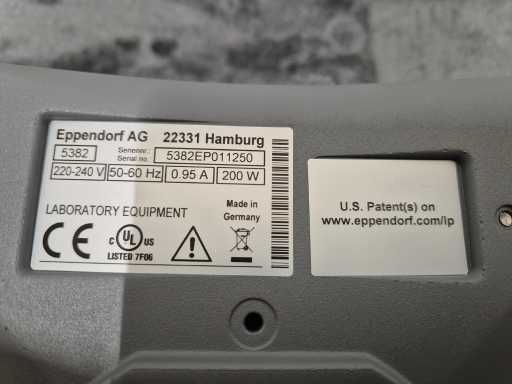 Eppendorf AG 22331 Hamburg
5382 Seriennr.: Serial no. 5382EP011250
220-240 V 50-60 Hz 0.95 A 200 W
LABORATORY EQUIPMENT
Made in
Germany
CE
C UL US
LISTED 7F06
U.S. Patent(s) on
www.eppendorf.com/ip